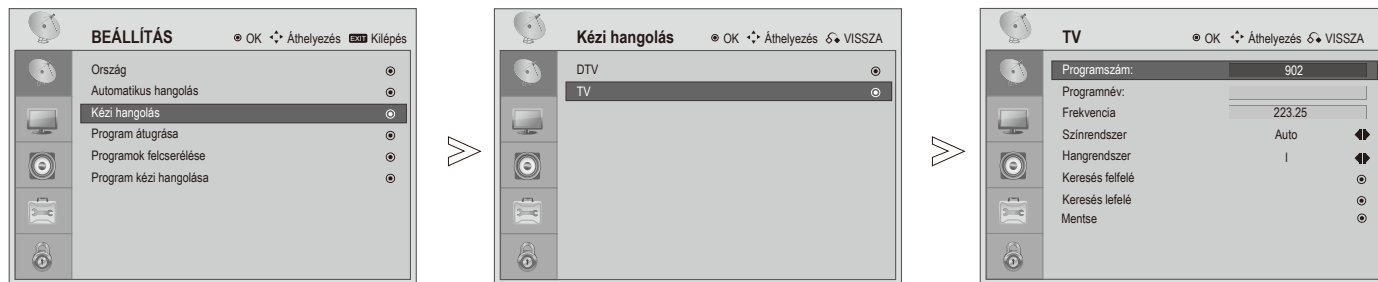 BEÁLLÍTÁS OK Áthelyezés EXIT Kilépés
Ország
Automatikus hangolás
Kézi hangolás
Program átugrása
Programok felcserélése
Program kézi hangolása
Kézi hangolás OK Áthelyezés VISSZA
DTV
TV
TV OK Áthelyezés VISSZA
Programszám: 902
Programnév:
Frekvencia 223.25
Színrendszer Auto
Hangrendszer I
Keresés felfelé
Keresés lefelé
Mentse